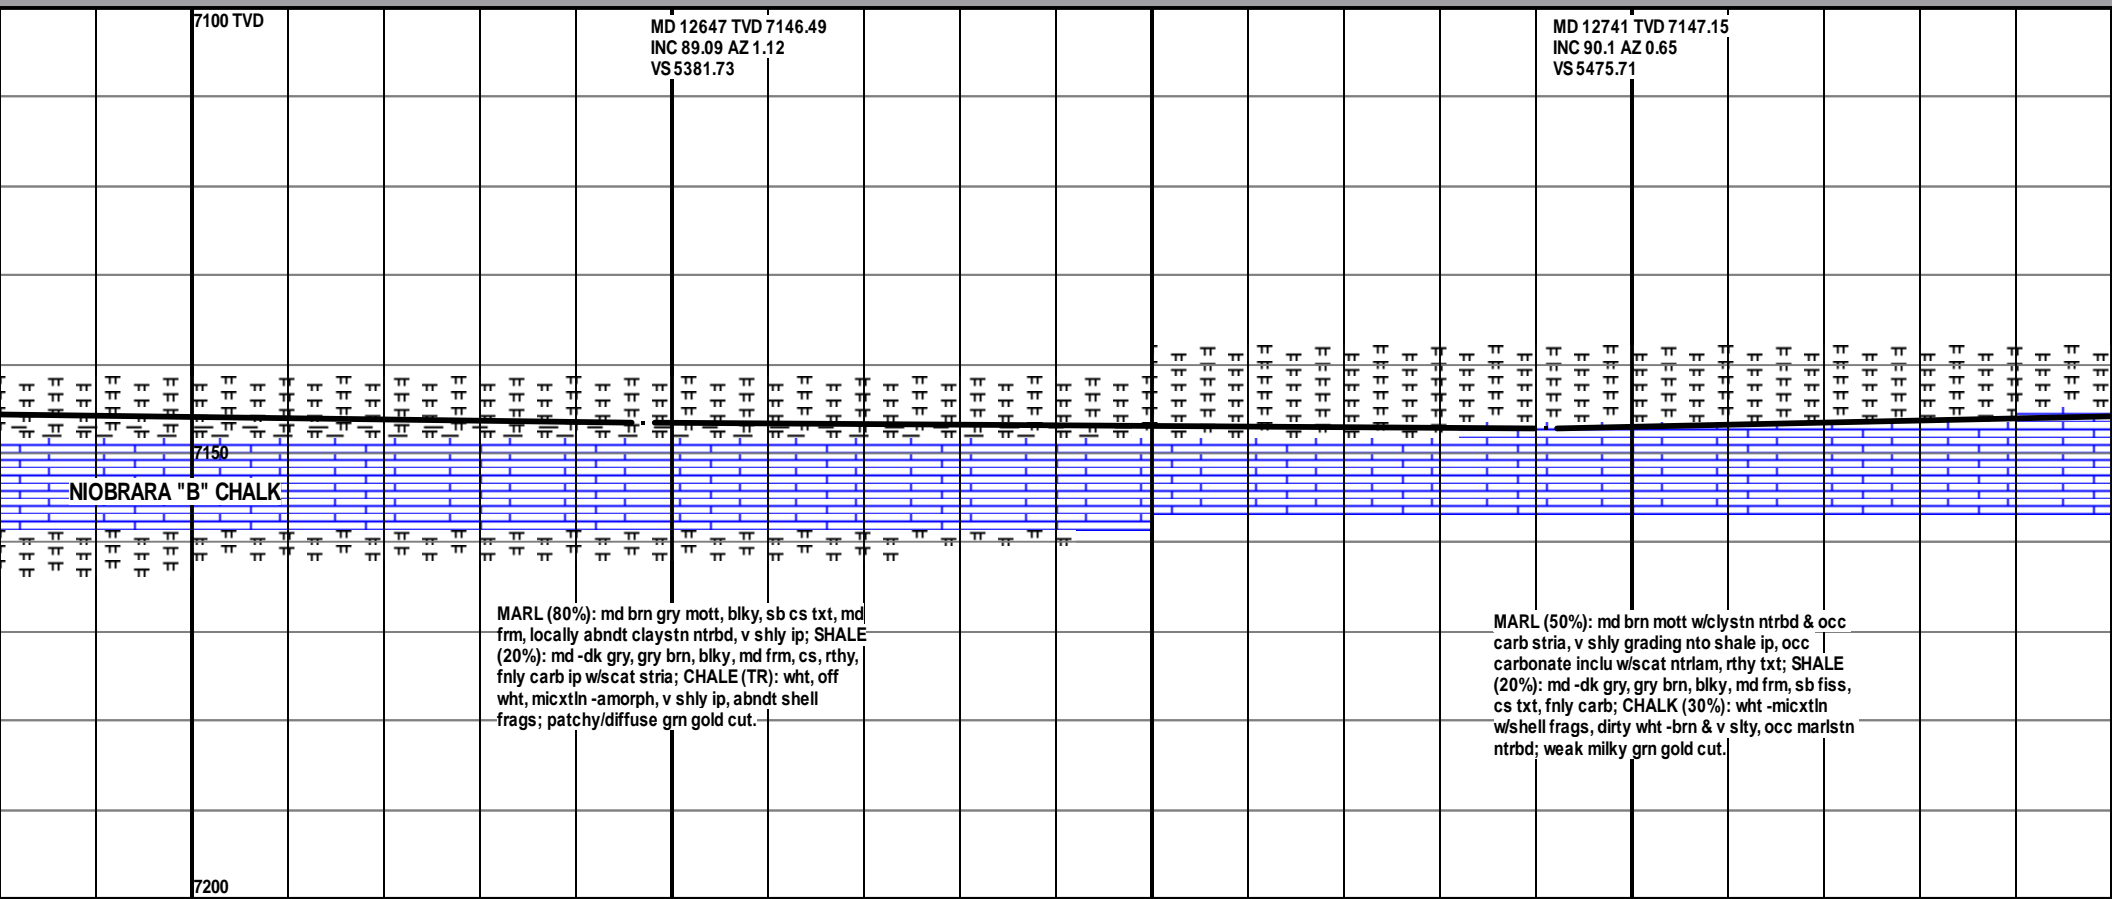 7100 TVD
MD 12647 TVD 7146.49
INC 89.09 AZ 1.12
VS 5381.73
MD 12741 TVD 7147.15
INC 90.1 AZ 0.65
VS 5475.71
7150
NIOBRARA "B" CHALK
MARL (80%): md brn gry mott, blky, sb cs txt, md
frm, locally abndt claystn ntrbd, v shly ip; SHALE
(20%): md -dk gry, gry brn, blky, md frm, cs, rthy,
fnly carb ip w/scat stria; CHALE (TR): wht, off
wht, micxtln -amorph, v shly ip, abndt shell
frags; patchy/diffuse grn gold cut.
MARL (50%): md brn mott w/clystn ntrbd & occ
carb stria, v shly grading nto shale ip, occ
carbonate inclu w/scat ntrlam, rthy txt; SHALE
(20%): md -dk gry, gry brn, blky, md frm, sb fiss,
cs txt, fnly carb; CHALK (30%): wht -micxtln
w/shell frags, dirty wht -brn & v slty, occ marlstn
ntrbd; weak milky grn gold cut.
7200